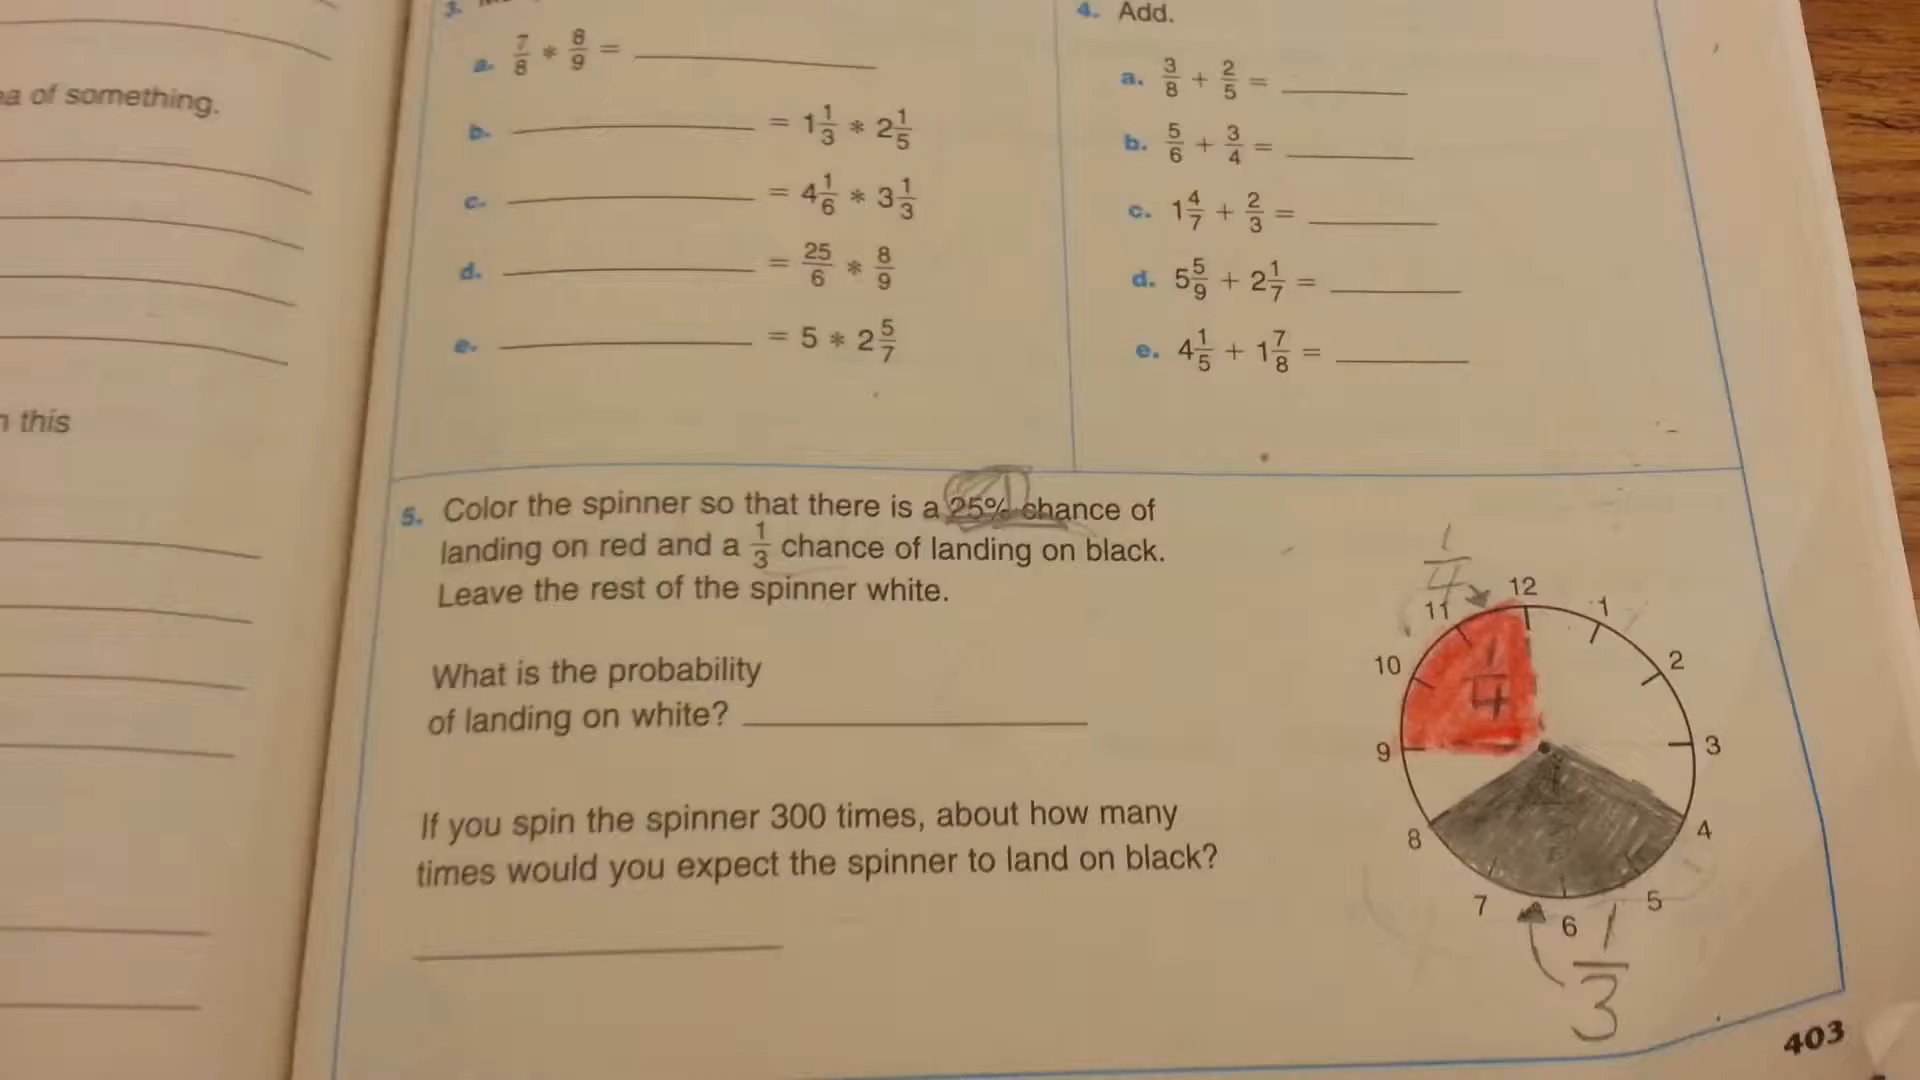 ea of something.
n this
3.
a. 7/8 * 8/9 =
b. = 1 1/3 * 2 1/5
c. = 4 1/6 * 3 1/3
d. = 25/6 * 8/9
e. = 5 * 2 5/7
4. Add.
a. 3/8 + 2/5 =
b. 5/6 + 3/4 =
c. 1 4/7 + 2/3 =
d. 5 5/9 + 2 1/7 =
e. 4 1/5 + 1 7/8 =
5. Color the spinner so that there is a 25% chance of
landing on red and a 1/3 chance of landing on black.
Leave the rest of the spinner white.
What is the probability
of landing on white?
If you spin the spinner 300 times, about how many
times would you expect the spinner to land on black?
1/4
12
1
2
3
4
5
6
7
8
9
10
11
1/4
1/3
403